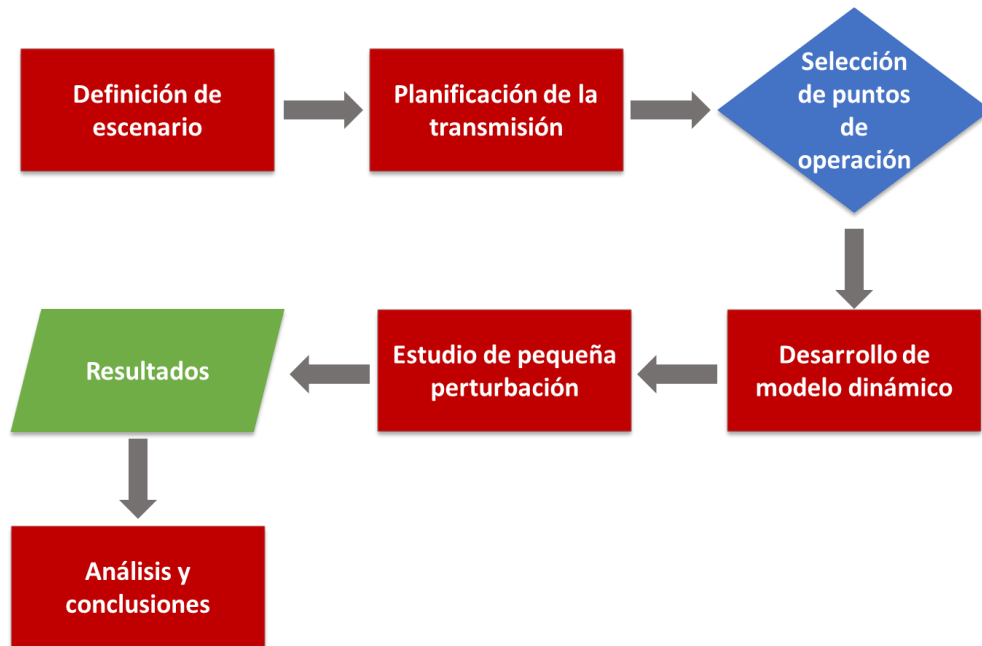 Definición de
escenario
Planificación de la
transmisión
Selección
de puntos
de
operación
Desarrollo de
modelo dinámico
Estudio de pequeña
perturbación
Resultados
Análisis y
conclusiones